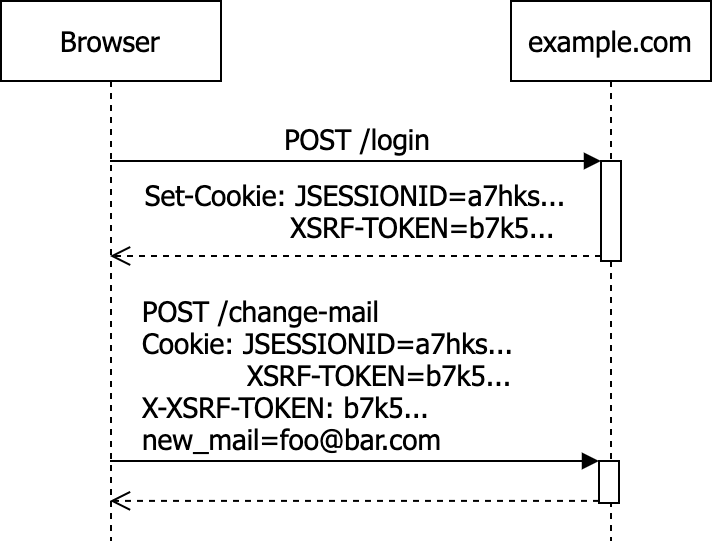 Browser
example.com
POST /login
Set-Cookie: JSESSIONID=a7hks...
XSRF-TOKEN=b7k5...
POST /change-mail
Cookie: JSESSIONID=a7hks...
XSRF-TOKEN=b7k5...
X-XSRF-TOKEN: b7k5...
new_mail=foo@bar.com